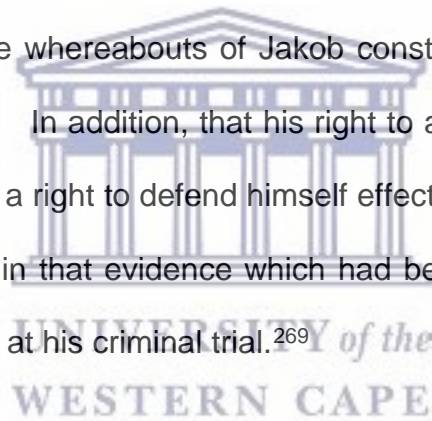 e whereabouts of Jakob const
In addition, that his right to a
a right to defend himself effect
in that evidence which had be
at his criminal trial.269
UNIVERSITY of the
WESTERN CAPE